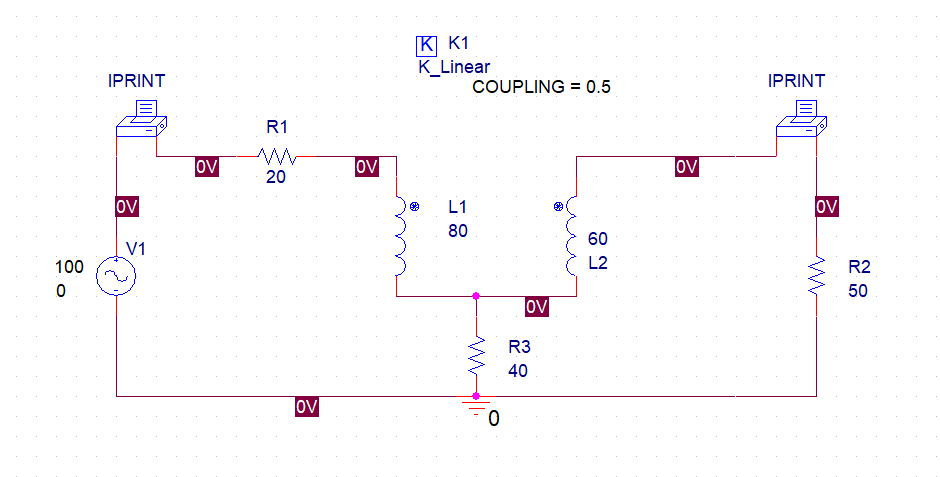 K K1
K_Linear
COUPLING = 0.5
IPRINT
IPRINT
R1
20
0V
0V
0V
0V
0V
V1
100
0
L1
80
60
L2
R2
50
0V
R3
40
0V
0